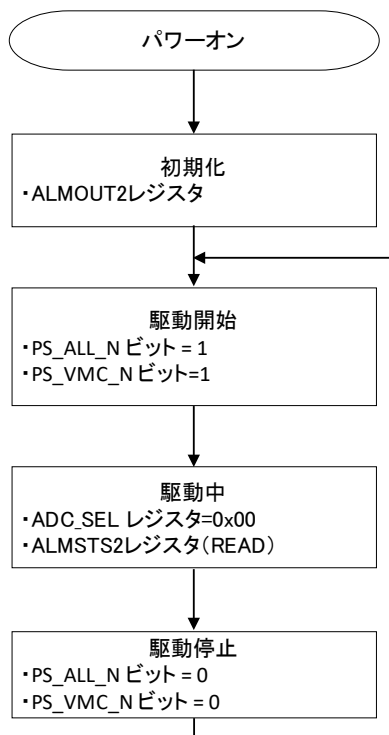 パワーオン
初期化
・ALMOUT2レジスタ
駆動開始
・PS_ALL_N ビット = 1
・PS_VMC_N ビット=1
駆動中
・ADC_SEL レジスタ=0x00
・ALMSTS2レジスタ(READ)
駆動停止
・PS_ALL_N ビット = 0
・PS_VMC_N ビット = 0